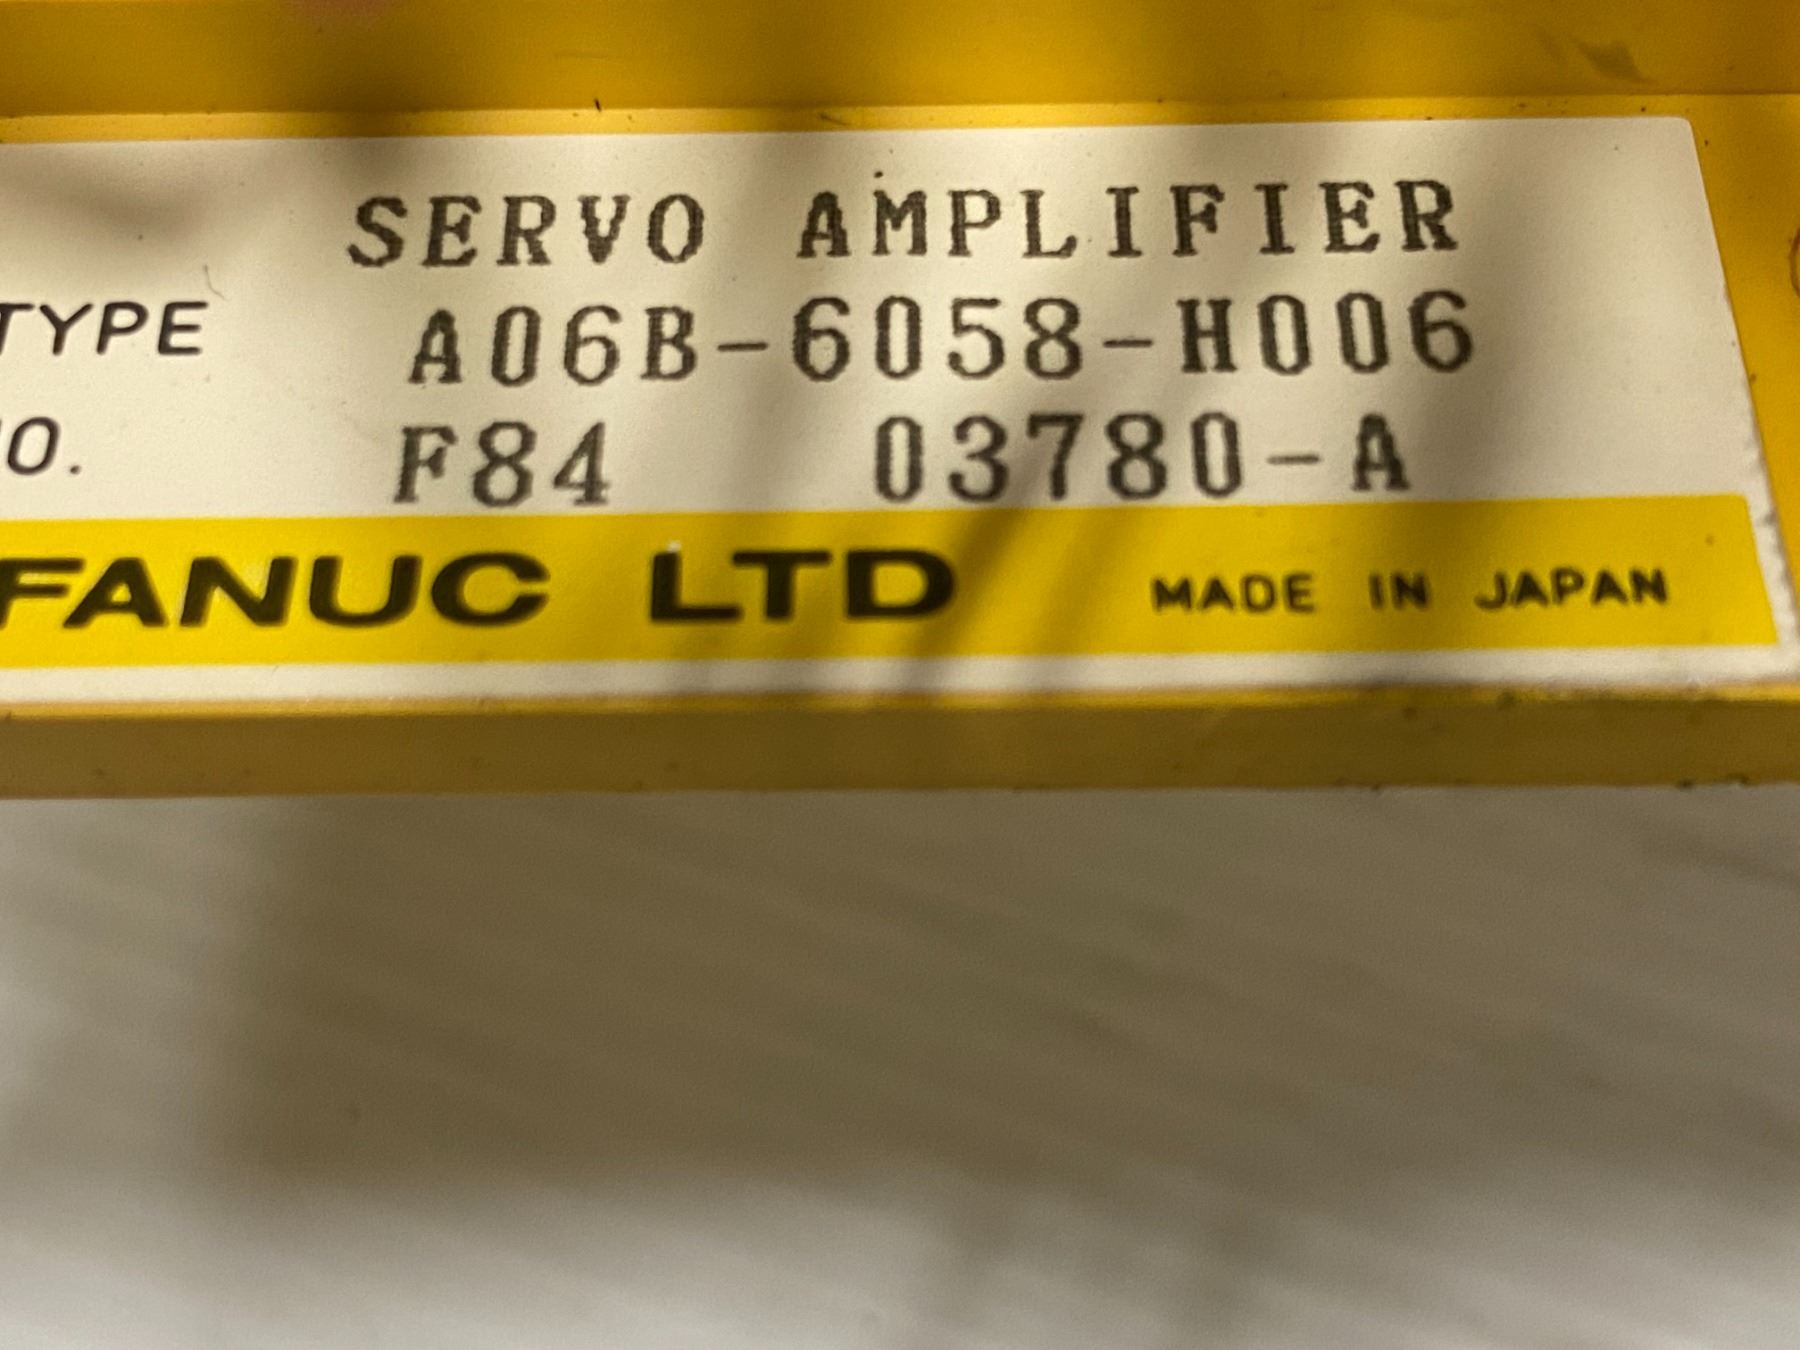 SERVO AMPLIFIER
TYPE A06B-6058-H006
O. F84 03780-A
FANUC LTD MADE IN JAPAN